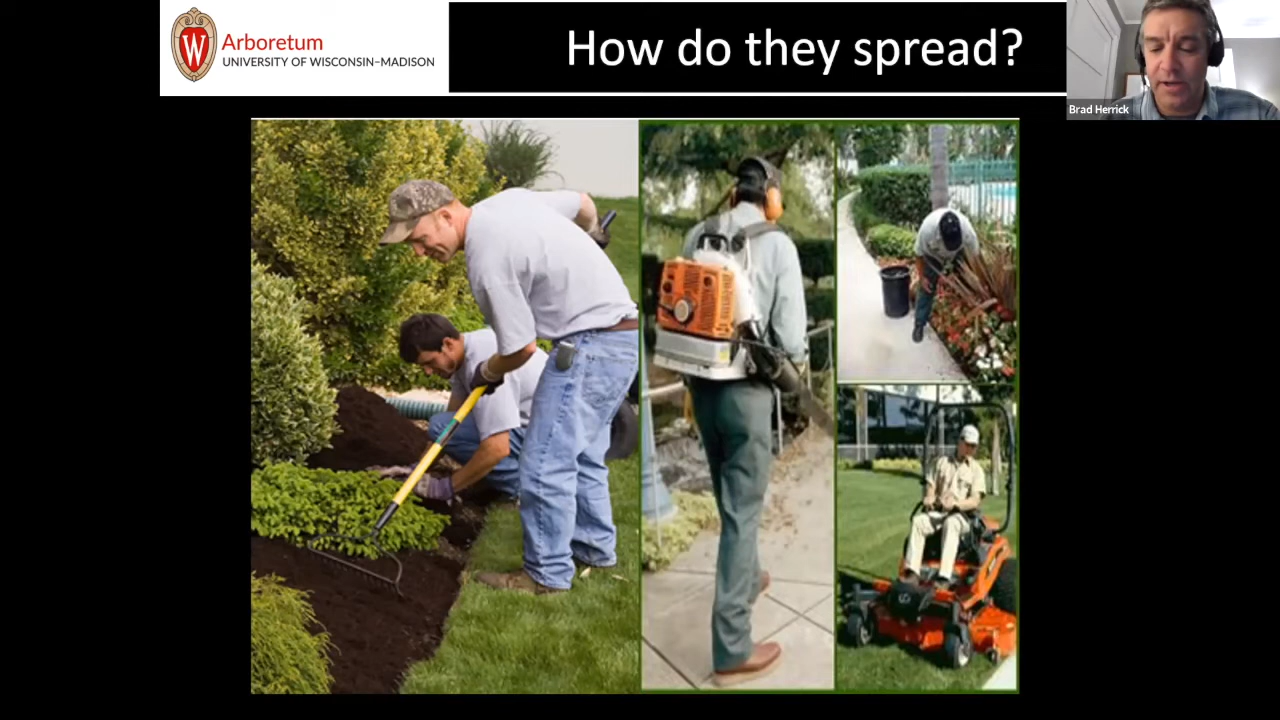 W
Arboretum
UNIVERSITY OF WISCONSIN–MADISON
How do they spread?
Brad Herrick